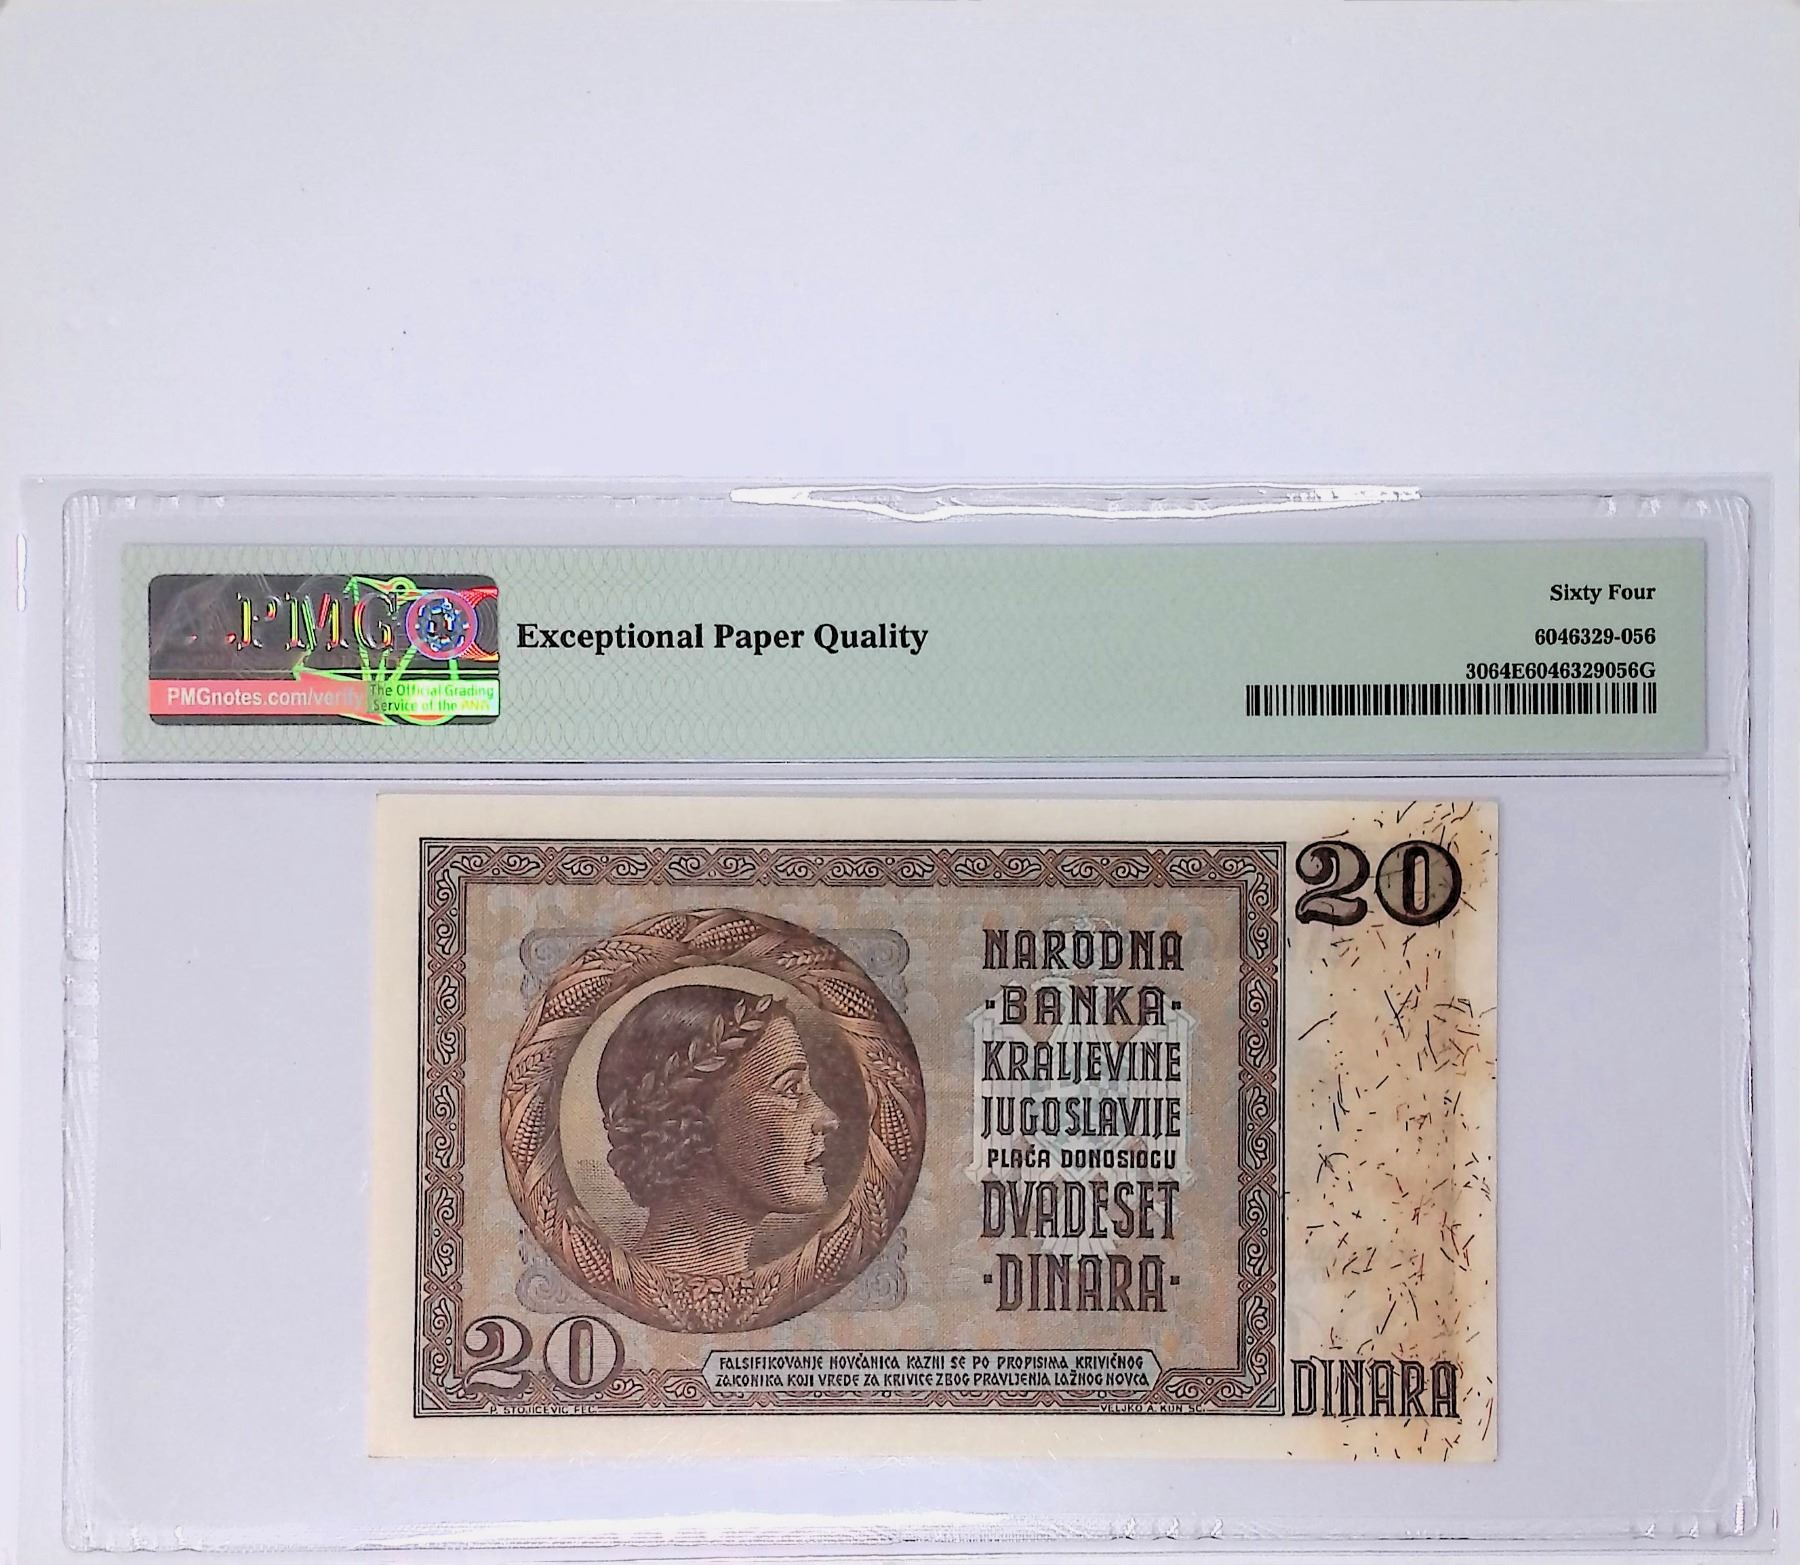 PMG
PMGnotes.com/verify
The Official Grading
Service of the ANA
Exceptional Paper Quality
Sixty Four
6046329-056
3064E6046329056G
20
NARODNA
·BANKA·
KRALJEVINE
JUGOSLAVIJE
PLAĆA DONOSIOCU
DVADESET
·DINARA·
20
FALSIFIKOVANJE NOVČANICA KAZNI SE PO PROPISIMA KRIVIČNOG
ZAKONIKA KOJI VREDE ZA KRIVICE ZBOG PRAVLJENJA LAŽNOG NOVCA
DINARA
P. STOJIĆEVIĆ FEC.
VELJKO A. KUN SC.